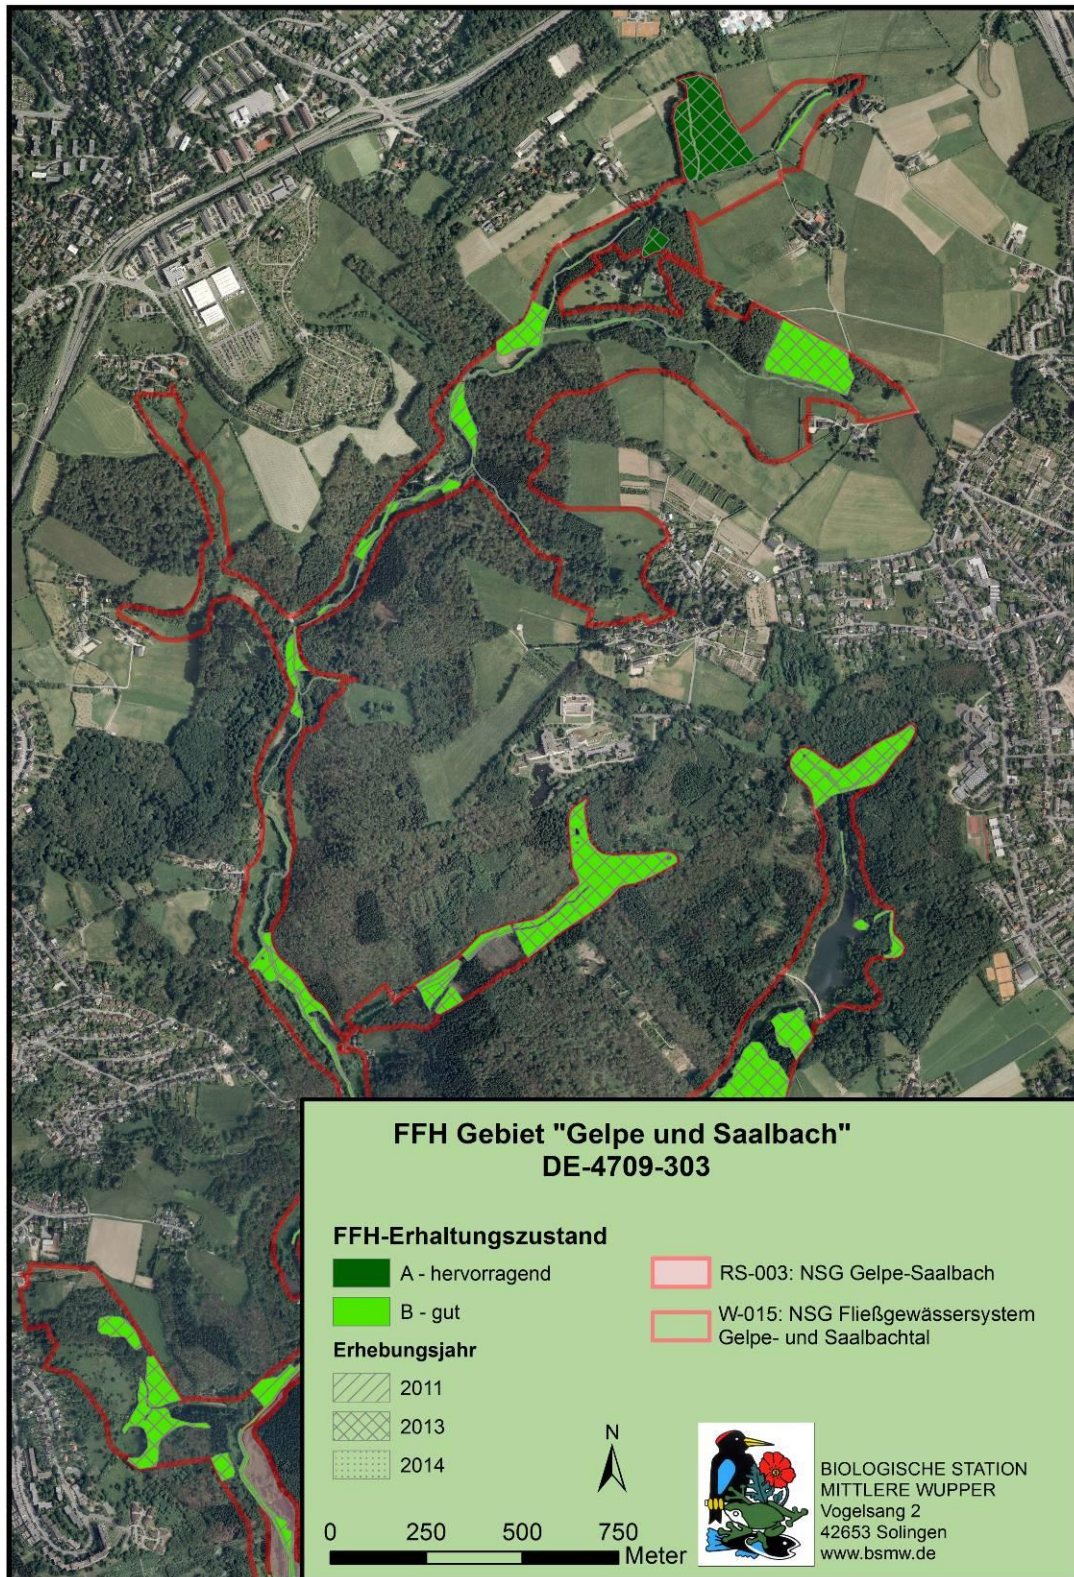 FFH Gebiet "Gelpe und Saalbach"
DE-4709-303
FFH-Erhaltungszustand
A - hervorragend
B - gut
Erhebungsjahr
2011
2013
2014
RS-003: NSG Gelpe-Saalbach
W-015: NSG Fließgewässersystem
Gelpe- und Saalbachtal
N
0 250 500 750
Meter
BIOLOGISCHE STATION
MITTLERE WUPPER
Vogelsang 2
42653 Solingen
www.bsmw.de